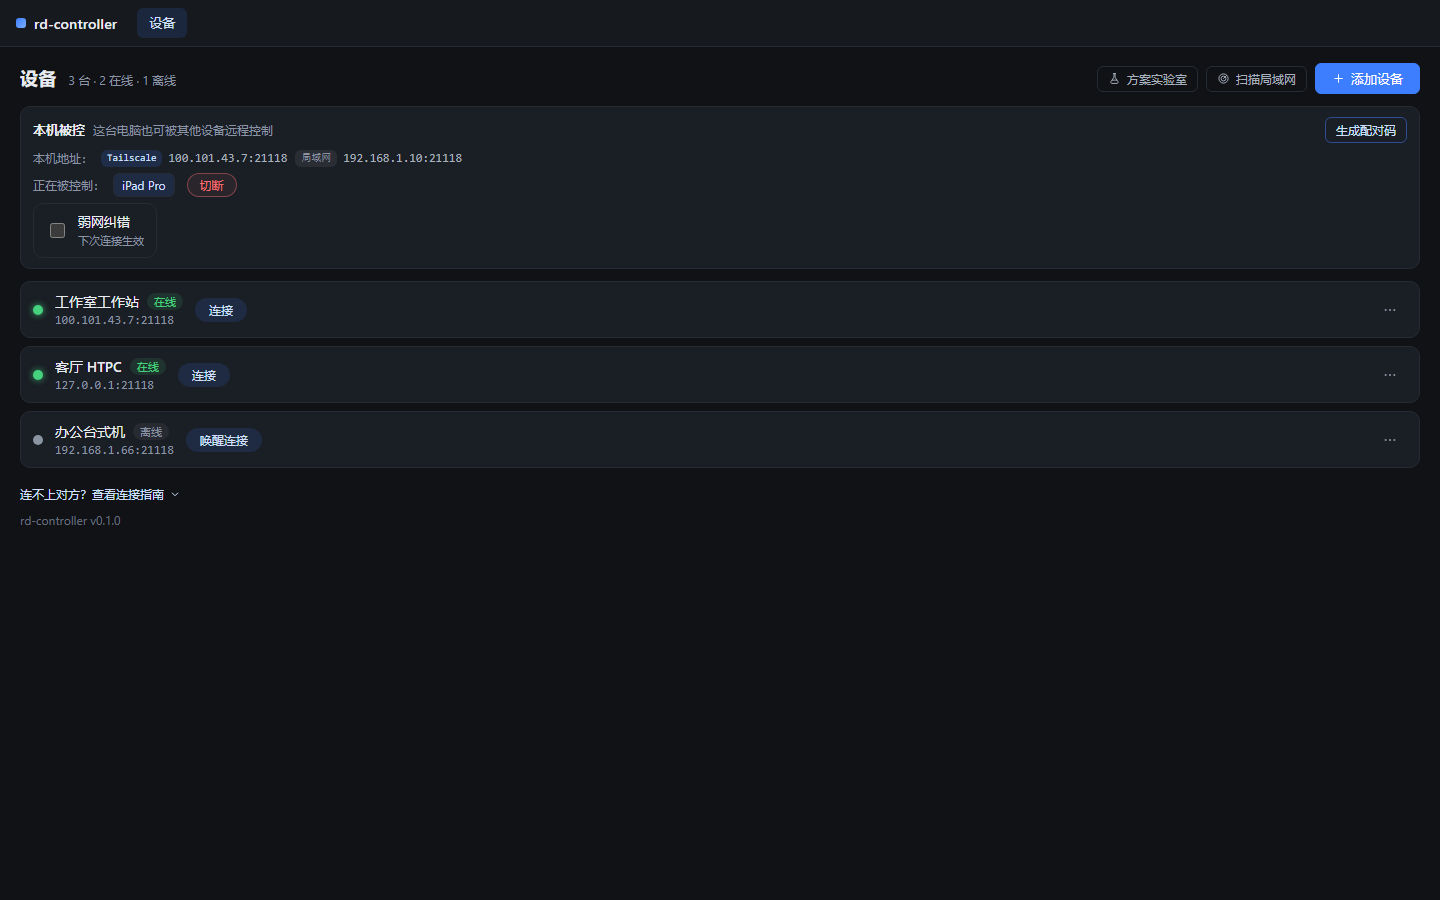 rd-controller 设备
设备 3 台 · 2 在线 · 1 离线 方案实验室 扫描局域网 + 添加设备
本机被控 这台电脑也可被其他设备远程控制 生成配对码
本机地址: Tailscale 100.101.43.7:21118 局域网 192.168.1.10:21118
正在被控制: iPad Pro 切断
弱网纠错
下次连接生效
工作室工作站 在线 连接 ···
100.101.43.7:21118
客厅 HTPC 在线 连接 ···
127.0.0.1:21118
办公台式机 离线 唤醒连接 ···
192.168.1.66:21118
连不上对方? 查看连接指南
rd-controller v0.1.0